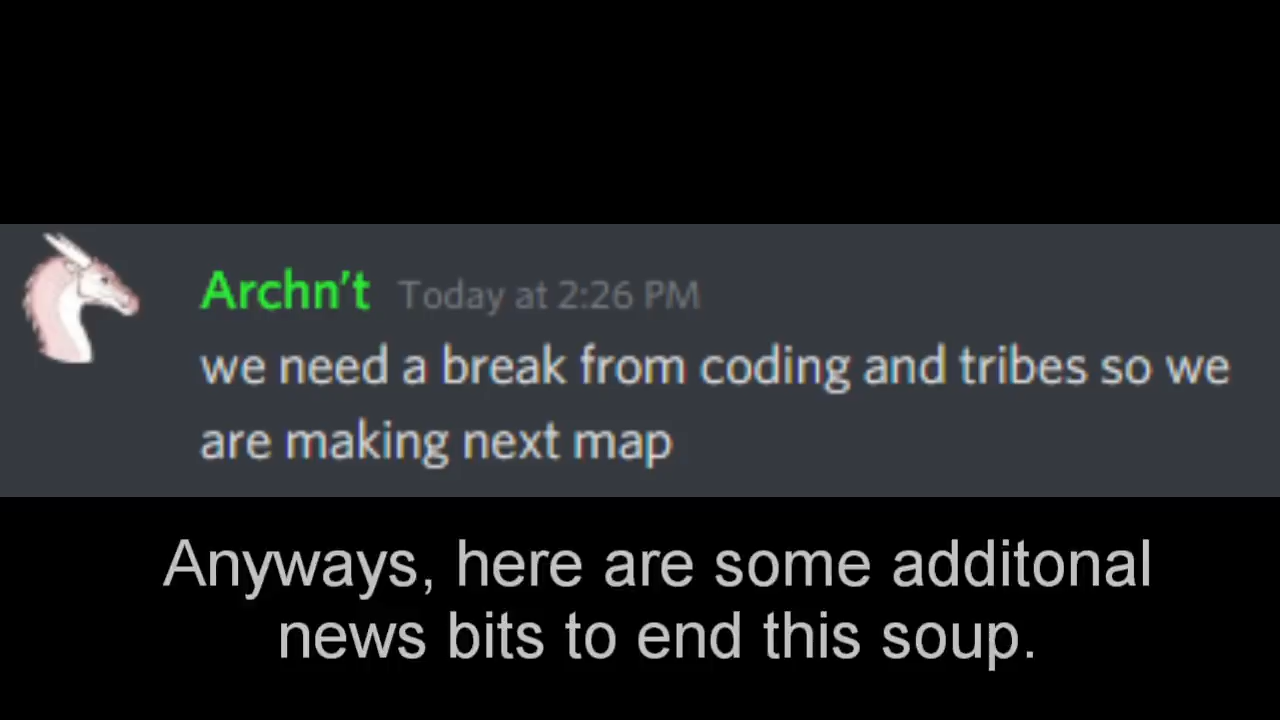 Archn't Today at 2:26 PM
we need a break from coding and tribes so we
are making next map
Anyways, here are some additonal
news bits to end this soup.